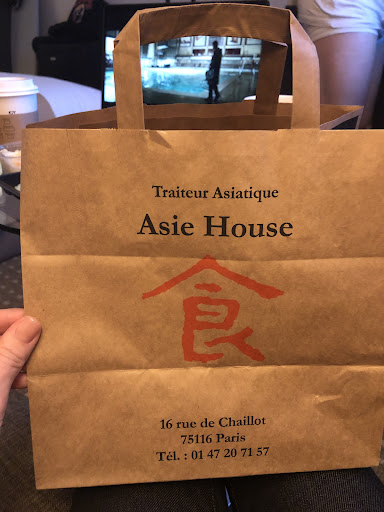 Traiteur Asiatique
Asie House
食
16 rue de Chaillot
75116 Paris
Tél. : 01 47 20 71 57